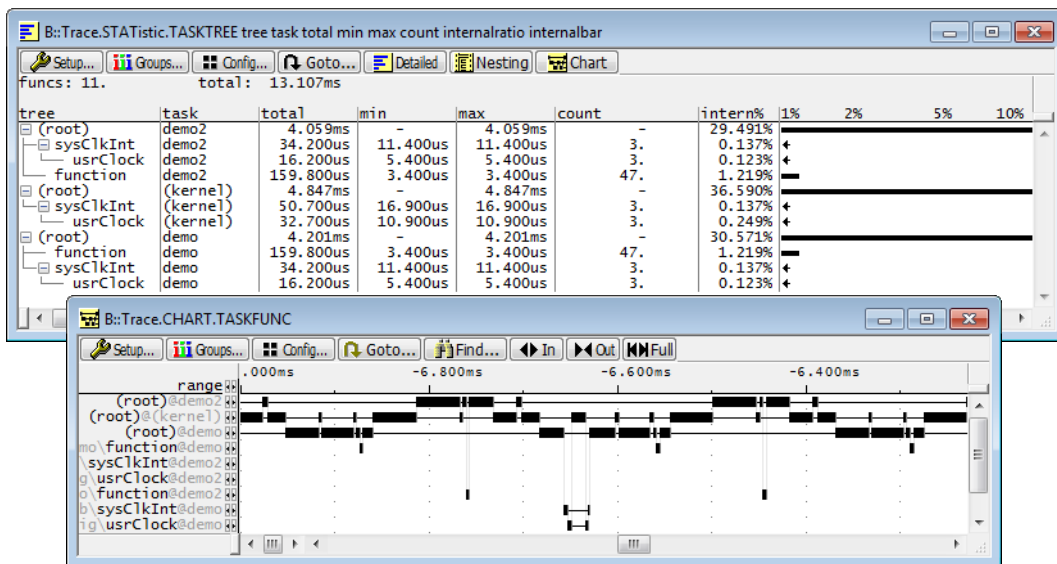 B::Trace.STATistic.TASKTREE tree task total min max count internalratio internalbar
Setup... Groups... Config... Goto... Detailed Nesting Chart
funcs: 11. total: 13.107ms
tree task total min max count intern% 1% 2% 5% 10%
(root) demo2 4.059ms - 4.059ms - 29.491%
sysClkInt demo2 34.200us 11.400us 11.400us 3. 0.137%
usrClock demo2 16.200us 5.400us 5.400us 3. 0.123%
function demo2 159.800us 3.400us 3.400us 47. 1.219%
(root) (kernel) 4.847ms - 4.847ms - 36.590%
sysClkInt (kernel) 50.700us 16.900us 16.900us 3. 0.137%
usrClock (kernel) 32.700us 10.900us 10.900us 3. 0.249%
(root) demo 4.201ms - 4.201ms - 30.571%
function demo 159.800us 3.400us 3.400us 47. 1.219%
sysClkInt demo 34.200us 11.400us 11.400us 3. 0.137%
usrClock demo 16.200us 5.400us 5.400us 3. 0.123%
B::Trace.CHART.TASKFUNC
Setup... Groups... Config... Goto... Find... In Out Full
.000ms -6.800ms -6.600ms -6.400ms
range
(root)@demo2
(root)@(kernel)
(root)@demo
mo\function@demo
\sysClkInt@demo2
g\usrClock@demo2
o\function@demo2
b\sysClkInt@demo
ig\usrClock@demo